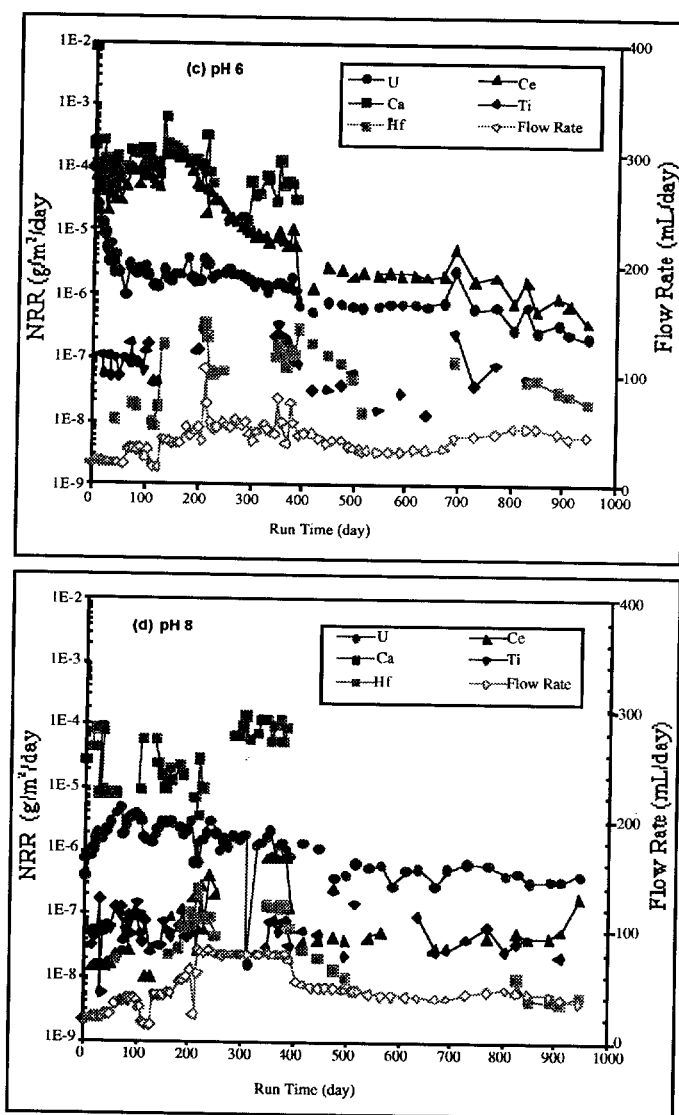 (c) pH 6
U
Ce
Ca
Ti
Hf
Flow Rate
1E-2
1E-3
1E-4
1E-5
1E-6
1E-7
1E-8
1E-9
NRR (g/m²/day)
400
300
200
100
0
Flow Rate (mL/day)
0 100 200 300 400 500 600 700 800 900 1000
Run Time (day)
(d) pH 8
U
Ce
Ca
Ti
Hf
Flow Rate
1E-2
1E-3
1E-4
1E-5
1E-6
1E-7
1E-8
1E-9
NRR (g/m²/day)
400
300
200
100
0
Flow Rate (mL/day)
0 100 200 300 400 500 600 700 800 900 1000
Run Time (day)